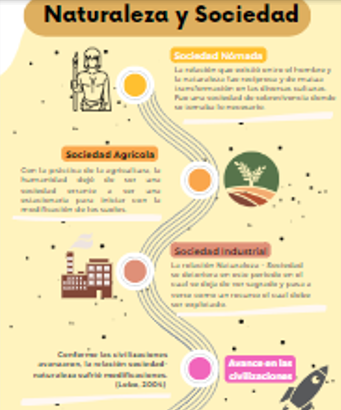 Naturaleza y Sociedad
Sociedad Nómada
La relación que existió entre el hombre y
la naturaleza fue recíproca y de mutua
transformación en las diversas culturas.
Fue una sociedad de sobrevivencia donde
se tomaba lo necesario
Sociedad Agrícola
Con la práctica de la agricultura, la
humanidad dejó de ser una
sociedad errante a ser una
sedentaria para iniciar con la
modificación de los suelos.
Sociedad Industrial
La relación Naturaleza - Sociedad
se deteriora en este periodo en el
cual se deja de ser sagrada y pasa a
verse como un recurso el cual debe
ser explotado.
Conforme las civilizaciones
avanzaron, la relación sociedad-
naturaleza sufrió modificaciones.
(Lobo, 2004)
Avance en las
civilizaciones